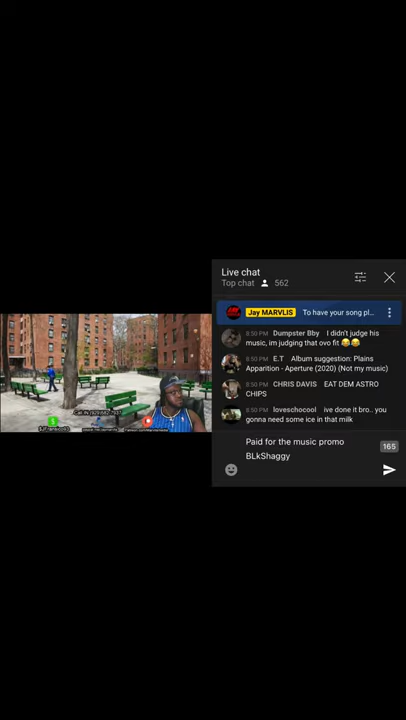 Live chat
Top chat 562
Jay MARVLIS To have your song pl...
8:50 PM Dumpster Bby I didn't judge his
music, im judging that ovo fit 😂😂
8:50 PM E.T Album suggestion: Plains
Apparition - Aperture (2020) (Not my music)
8:50 PM CHRIS DAVIS EAT DEM ASTRO
CHIPS
8:50 PM loveschocool ive done it bro.. you
gonna need some ice in that milk
Paid for the music promo
BLkShaggy
165
Call IN